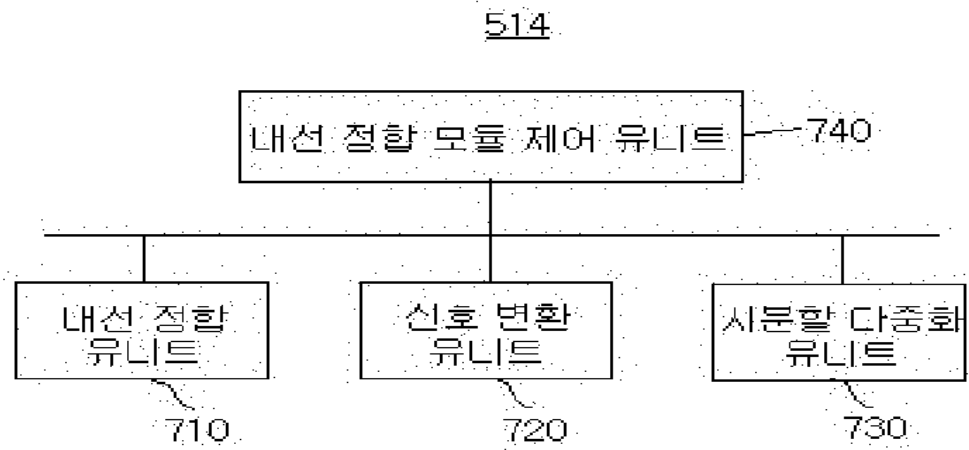 514
내선 정합 모듈 제어 유니트
740
내선 정합
유니트
신호 변환
유니트
시분할 다중화
유니트
710
720
730